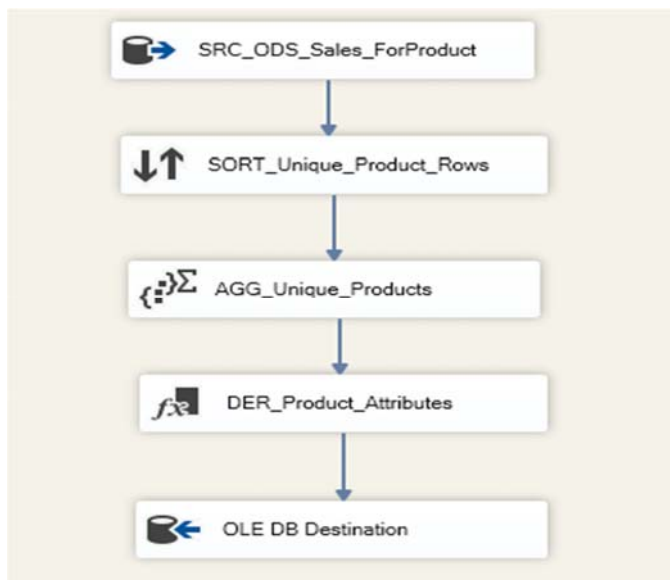 SRC_ODS_Sales_ForProduct
SORT_Unique_Product_Rows
AGG_Unique_Products
DER_Product_Attributes
OLE DB Destination